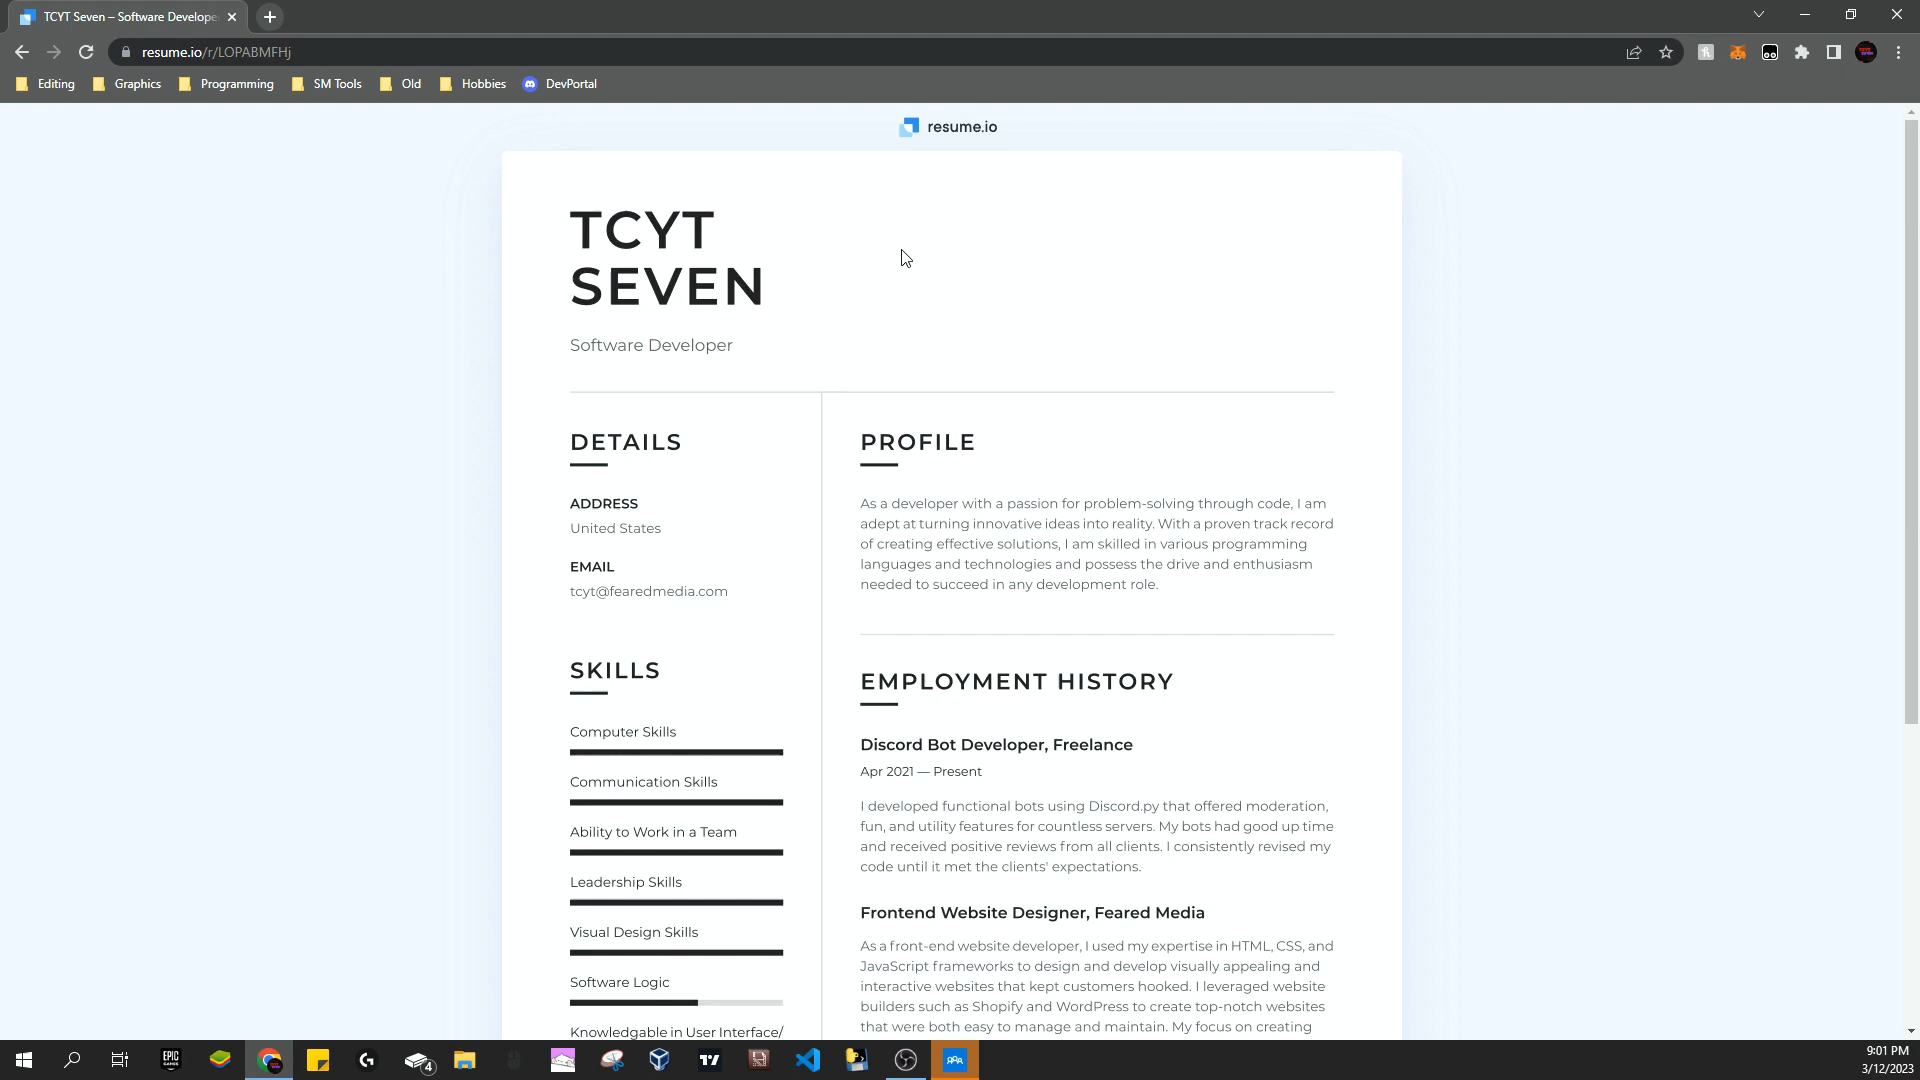 TCYT Seven – Software Develope
resume.io/r/LOPABMFHj
Editing
Graphics
Programming
SM Tools
Old
Hobbies
DevPortal
resume.io
TCYT
SEVEN
Software Developer
DETAILS
ADDRESS
United States
EMAIL
tcyt@fearedmedia.com
SKILLS
Computer Skills
Communication Skills
Ability to Work in a Team
Leadership Skills
Visual Design Skills
Software Logic
Knowledgable in User Interface/
PROFILE
As a developer with a passion for problem-solving through code, I am
adept at turning innovative ideas into reality. With a proven track record
of creating effective solutions, I am skilled in various programming
languages and technologies and possess the drive and enthusiasm
needed to succeed in any development role.
EMPLOYMENT HISTORY
Discord Bot Developer, Freelance
Apr 2021 — Present
I developed functional bots using Discord.py that offered moderation,
fun, and utility features for countless servers. My bots had good up time
and received positive reviews from all clients. I consistently revised my
code until it met the clients' expectations.
Frontend Website Designer, Feared Media
As a front-end website developer, I used my expertise in HTML, CSS, and
JavaScript frameworks to design and develop visually appealing and
interactive websites that kept customers hooked. I leveraged website
builders such as Shopify and WordPress to create top-notch websites
that were both easy to manage and maintain. My focus on creating
EPIC
GAMES
4
9:01 PM
3/12/2023